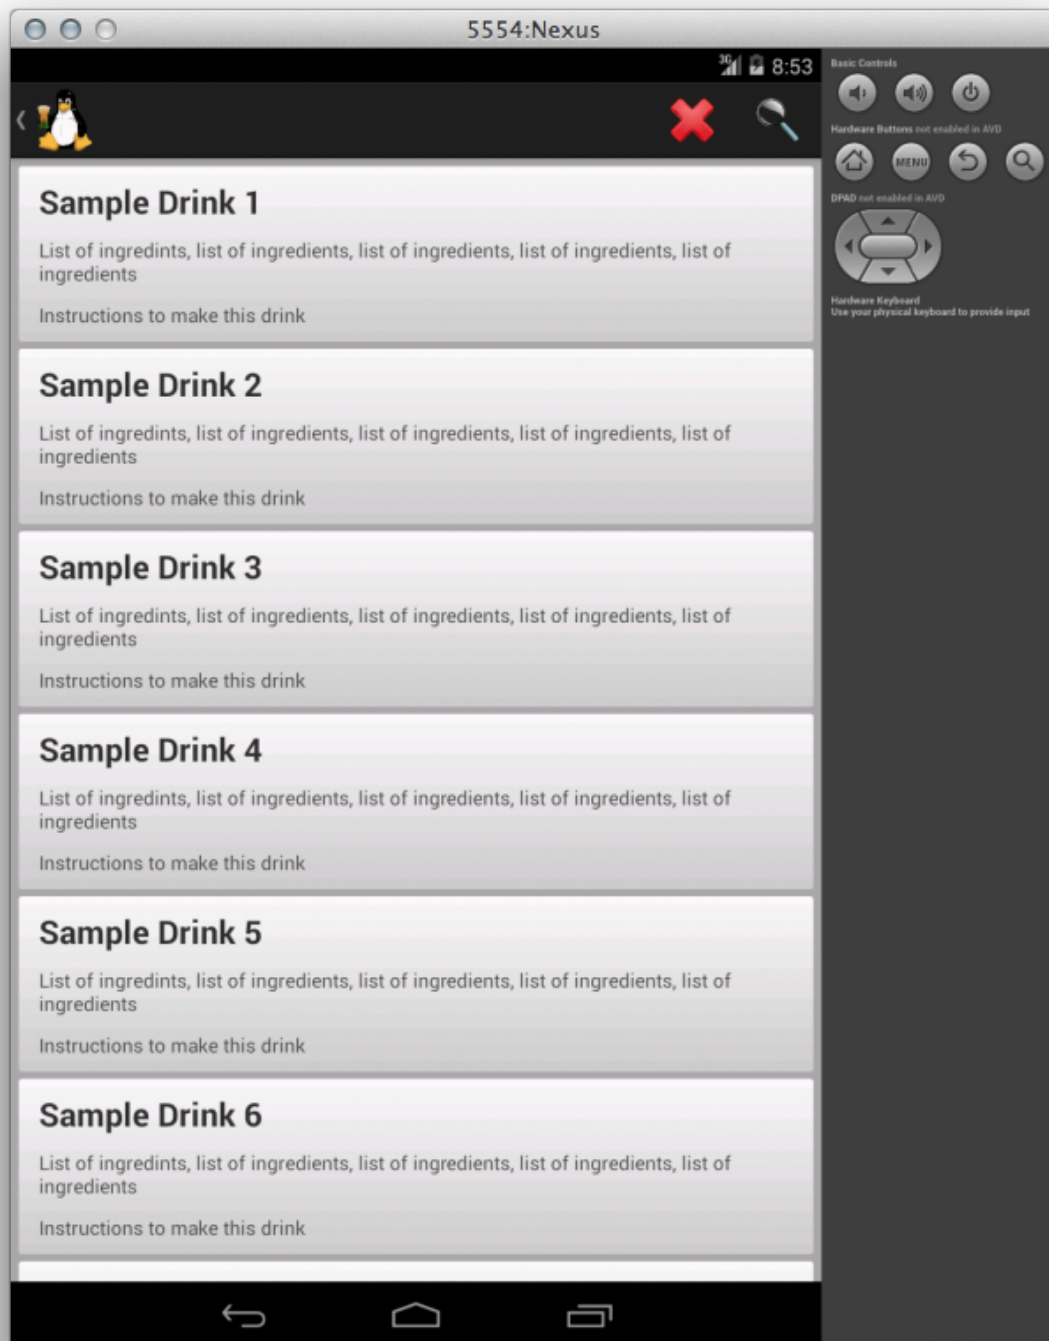 5554:Nexus
3G 8:53
Basic Controls
Hardware Buttons not enabled in AVD
MENU
DPAD not enabled in AVD
Hardware Keyboard
Use your physical keyboard to provide input
Sample Drink 1
List of ingredints, list of ingredients, list of ingredients, list of ingredients, list of
ingredients
Instructions to make this drink
Sample Drink 2
List of ingredints, list of ingredients, list of ingredients, list of ingredients, list of
ingredients
Instructions to make this drink
Sample Drink 3
List of ingredints, list of ingredients, list of ingredients, list of ingredients, list of
ingredients
Instructions to make this drink
Sample Drink 4
List of ingredints, list of ingredients, list of ingredients, list of ingredients, list of
ingredients
Instructions to make this drink
Sample Drink 5
List of ingredints, list of ingredients, list of ingredients, list of ingredients, list of
ingredients
Instructions to make this drink
Sample Drink 6
List of ingredints, list of ingredients, list of ingredients, list of ingredients, list of
ingredients
Instructions to make this drink